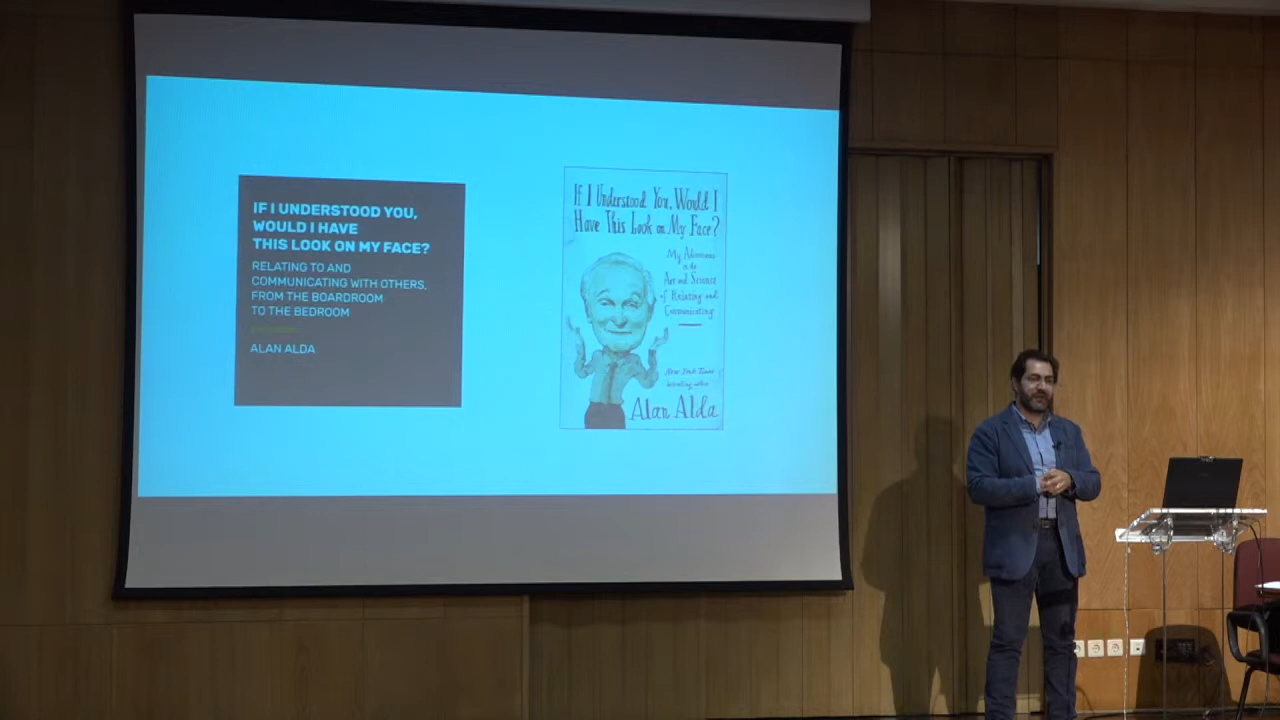 IF I UNDERSTOOD YOU,
WOULD I HAVE
THIS LOOK ON MY FACE?
RELATING TO AND
COMMUNICATING WITH OTHERS,
FROM THE BOARDROOM
TO THE BEDROOM
ALAN ALDA
If I Understood You, Would I
Have This Look on My Face?
My Adventures
in the
Art and Science
of Relating and
Communicating
New York Times
bestselling author
Alan Alda